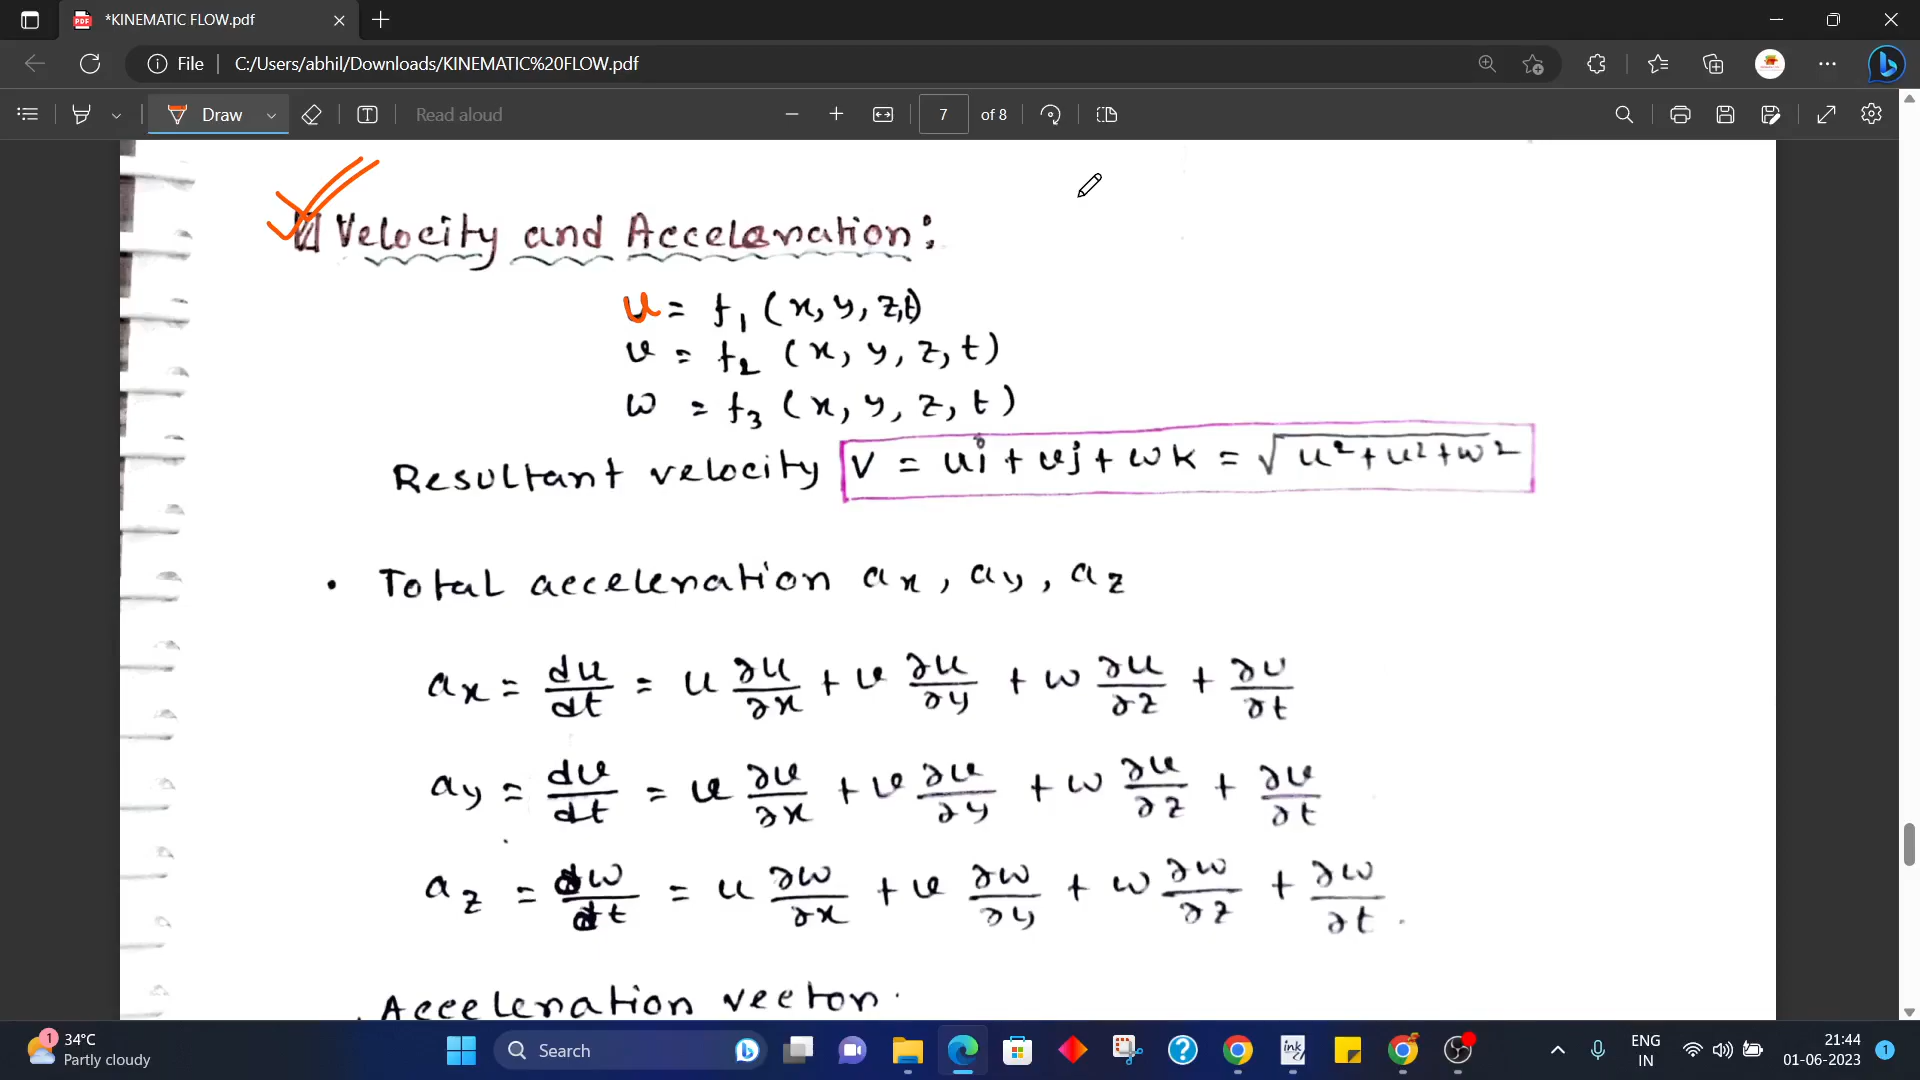 *KINEMATIC FLOW.pdf
File | C:/Users/abhil/Downloads/KINEMATIC%20FLOW.pdf
Draw Read aloud 7 of 8
Velocity and Acceleration:
u = f₁ (x, y, z, t)
v = f₂ (x, y, z, t)
w = f₃ (x, y, z, t)
Resultant velocity V = ui + vj + wk = √u² + v² + w²
• Total acceleration ax, ay, az
ax = du/dt = u ∂u/∂x + v ∂u/∂y + w ∂u/∂z + ∂u/∂t
ay = dv/dt = u ∂v/∂x + v ∂v/∂y + w ∂v/∂z + ∂v/∂t
az = dw/dt = u ∂w/∂x + v ∂w/∂y + w ∂w/∂z + ∂w/∂t.
. Acceleration vector.
1 34°C
Partly cloudy
Search
ink
ENG
IN
21:44
01-06-2023
1